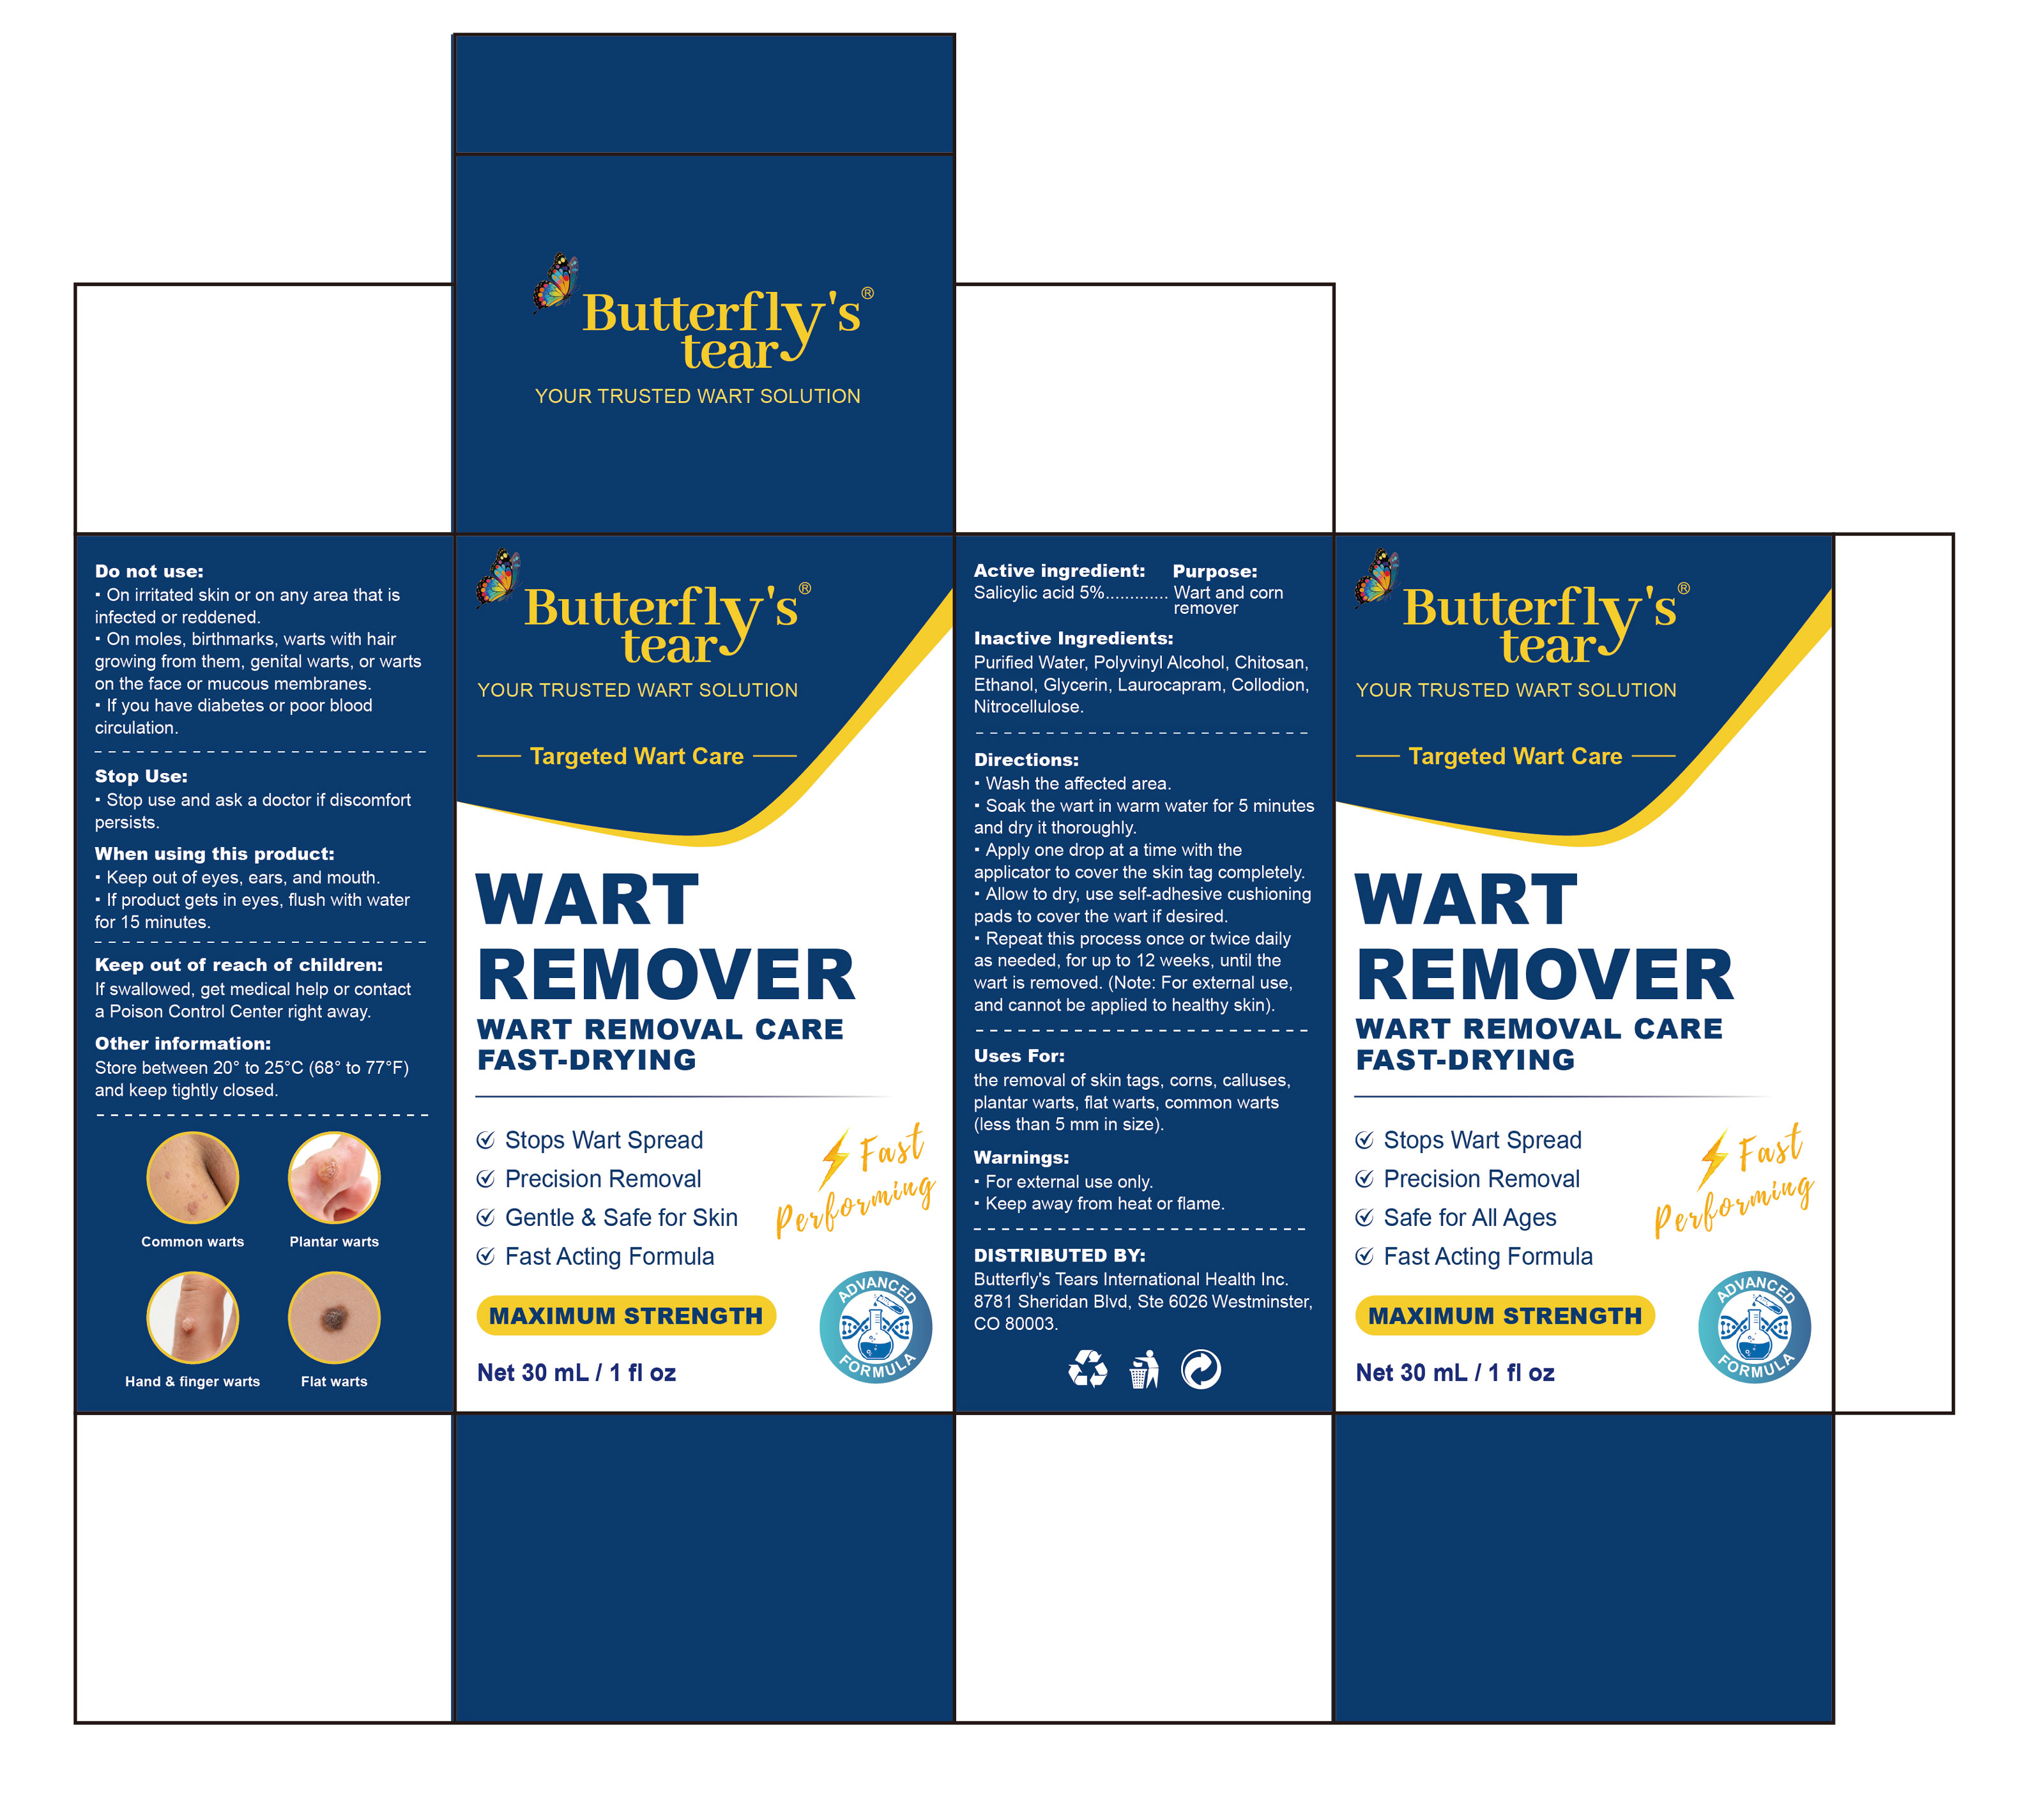 Butterfly's®
tear
YOUR TRUSTED WART SOLUTION
Do not use:
▪ On irritated skin or on any area that is
infected or reddened.
▪ On moles, birthmarks, warts with hair
growing from them, genital warts, or warts
on the face or mucous membranes.
▪ If you have diabetes or poor blood
circulation.
Stop Use:
▪ Stop use and ask a doctor if discomfort
persists.
When using this product:
▪ Keep out of eyes, ears, and mouth.
▪ If product gets in eyes, flush with water
for 15 minutes.
Keep out of reach of children:
If swallowed, get medical help or contact
a Poison Control Center right away.
Other information:
Store between 20° to 25°C (68° to 77°F)
and keep tightly closed.
Common warts
Plantar warts
Hand & finger warts
Flat warts
Butterfly's®
tear
YOUR TRUSTED WART SOLUTION
Targeted Wart Care
WART
REMOVER
WART REMOVAL CARE
FAST-DRYING
Stops Wart Spread
Precision Removal
Gentle & Safe for Skin
Fast Acting Formula
Fast
Performing
MAXIMUM STRENGTH
ADVANCED
FORMULA
Net 30 mL / 1 fl oz
Active ingredient: Purpose:
Salicylic acid 5%............. Wart and corn
remover
Inactive Ingredients:
Purified Water, Polyvinyl Alcohol, Chitosan,
Ethanol, Glycerin, Laurocapram, Collodion,
Nitrocellulose.
Directions:
▪ Wash the affected area.
▪ Soak the wart in warm water for 5 minutes
and dry it thoroughly.
▪ Apply one drop at a time with the
applicator to cover the skin tag completely.
▪ Allow to dry, use self-adhesive cushioning
pads to cover the wart if desired.
▪ Repeat this process once or twice daily
as needed, for up to 12 weeks, until the
wart is removed. (Note: For external use,
and cannot be applied to healthy skin).
Uses For:
the removal of skin tags, corns, calluses,
plantar warts, flat warts, common warts
(less than 5 mm in size).
Warnings:
▪ For external use only.
▪ Keep away from heat or flame.
DISTRIBUTED BY:
Butterfly's Tears International Health Inc.
8781 Sheridan Blvd, Ste 6026 Westminster,
CO 80003.
Butterfly's®
tear
YOUR TRUSTED WART SOLUTION
Targeted Wart Care
WART
REMOVER
WART REMOVAL CARE
FAST-DRYING
Stops Wart Spread
Precision Removal
Safe for All Ages
Fast Acting Formula
Fast
Performing
MAXIMUM STRENGTH
ADVANCED
FORMULA
Net 30 mL / 1 fl oz